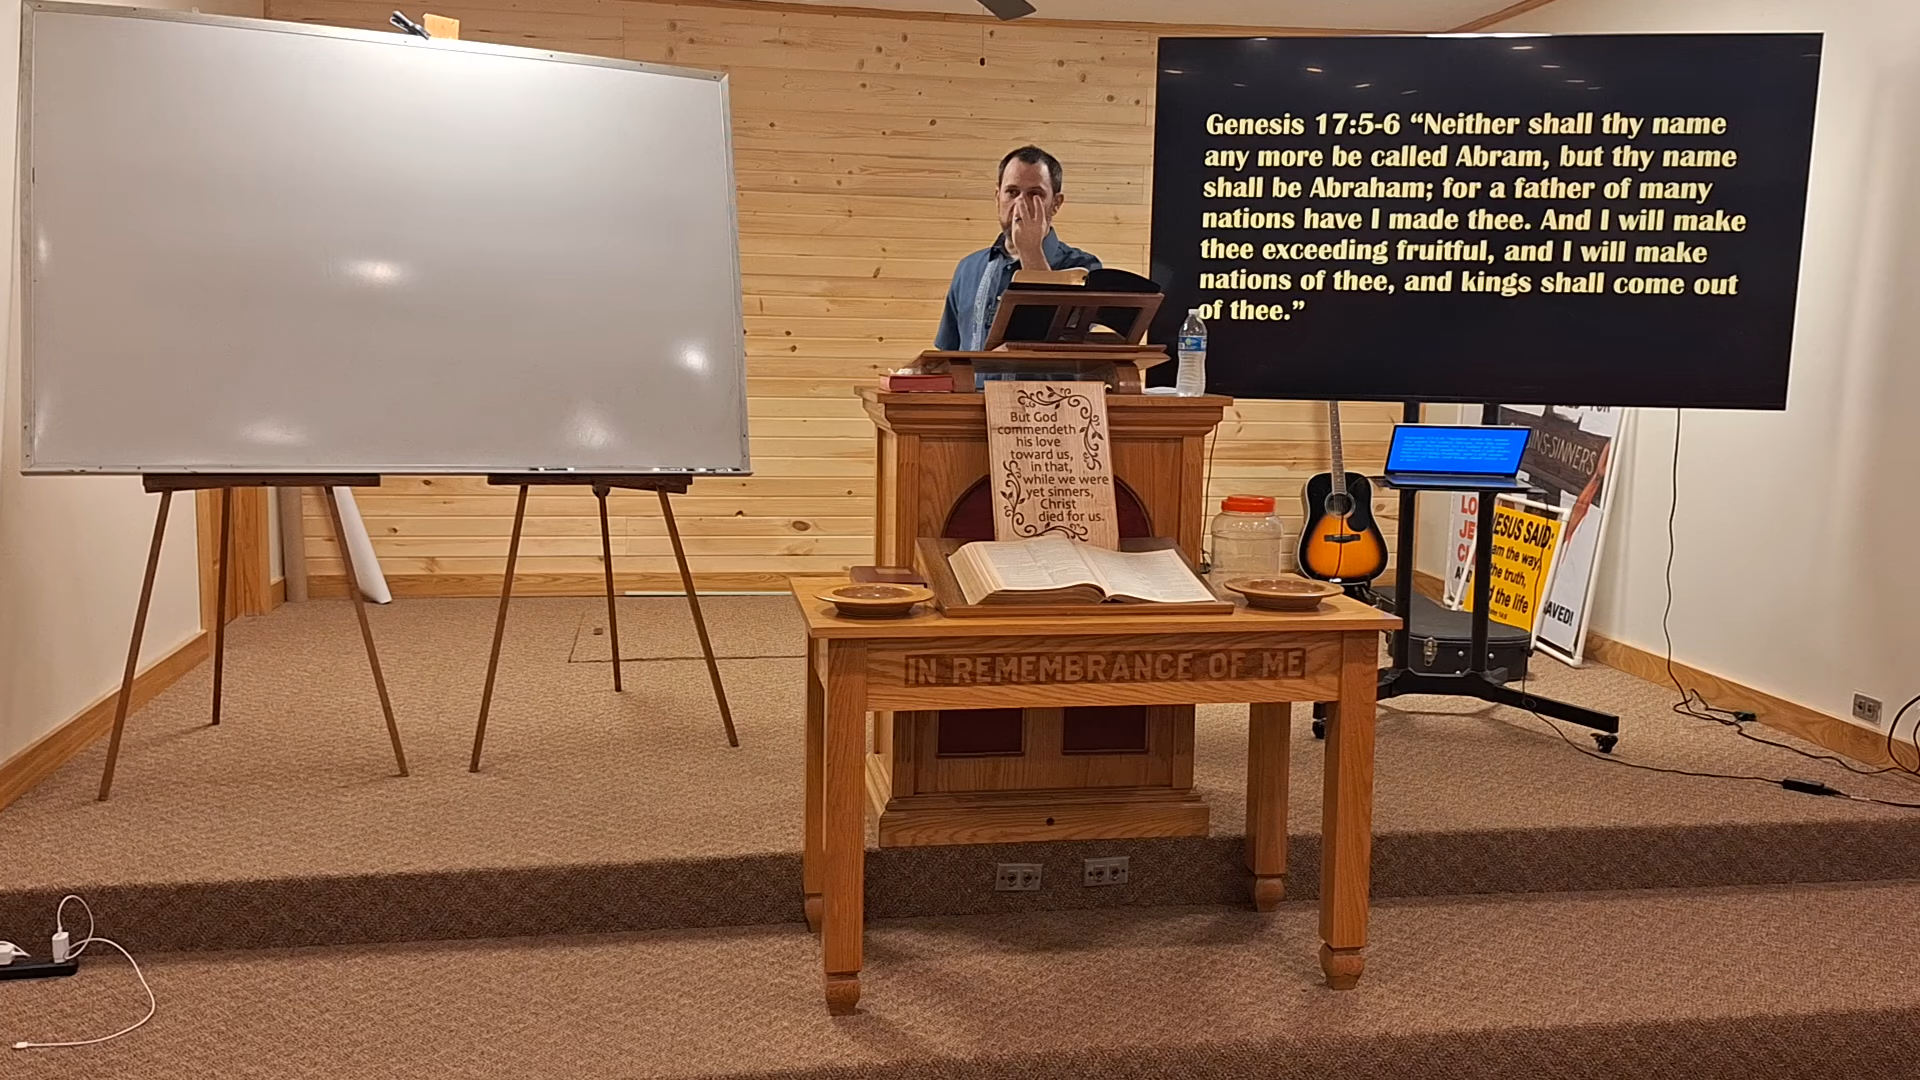 Genesis 17:5-6 “Neither shall thy name
any more be called Abram, but thy name
shall be Abraham; for a father of many
nations have I made thee. And I will make
thee exceeding fruitful, and I will make
nations of thee, and kings shall come out
of thee.”
But God
commendeth
his love
toward us,
in that,
while we were
yet sinners,
Christ
died for us.
IN REMEMBRANCE OF ME
JESUS SAID:
am the way,
the truth,
the life
SINNERS